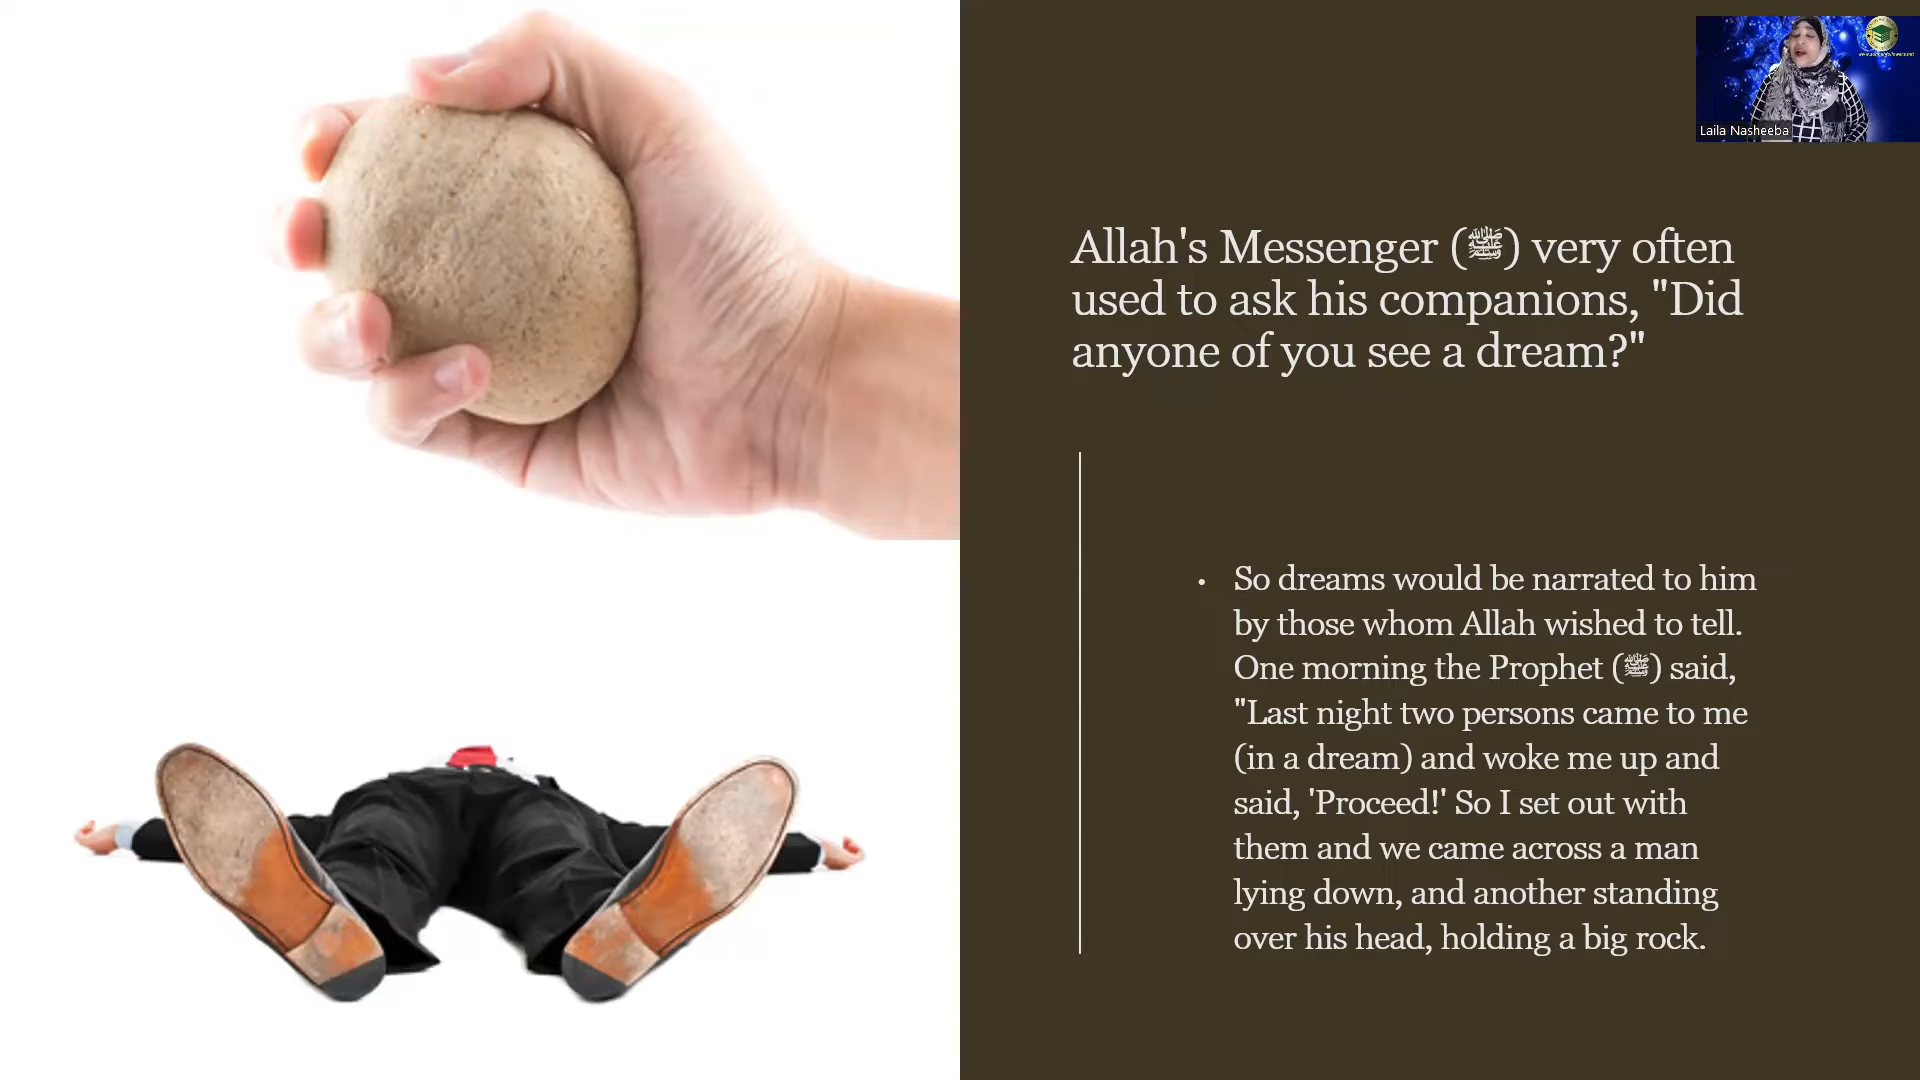 Laila Nasheeba
Allah's Messenger (ﷺ) very often
used to ask his companions, "Did
anyone of you see a dream?"
• So dreams would be narrated to him
by those whom Allah wished to tell.
One morning the Prophet (ﷺ) said,
"Last night two persons came to me
(in a dream) and woke me up and
said, 'Proceed!' So I set out with
them and we came across a man
lying down, and another standing
over his head, holding a big rock.